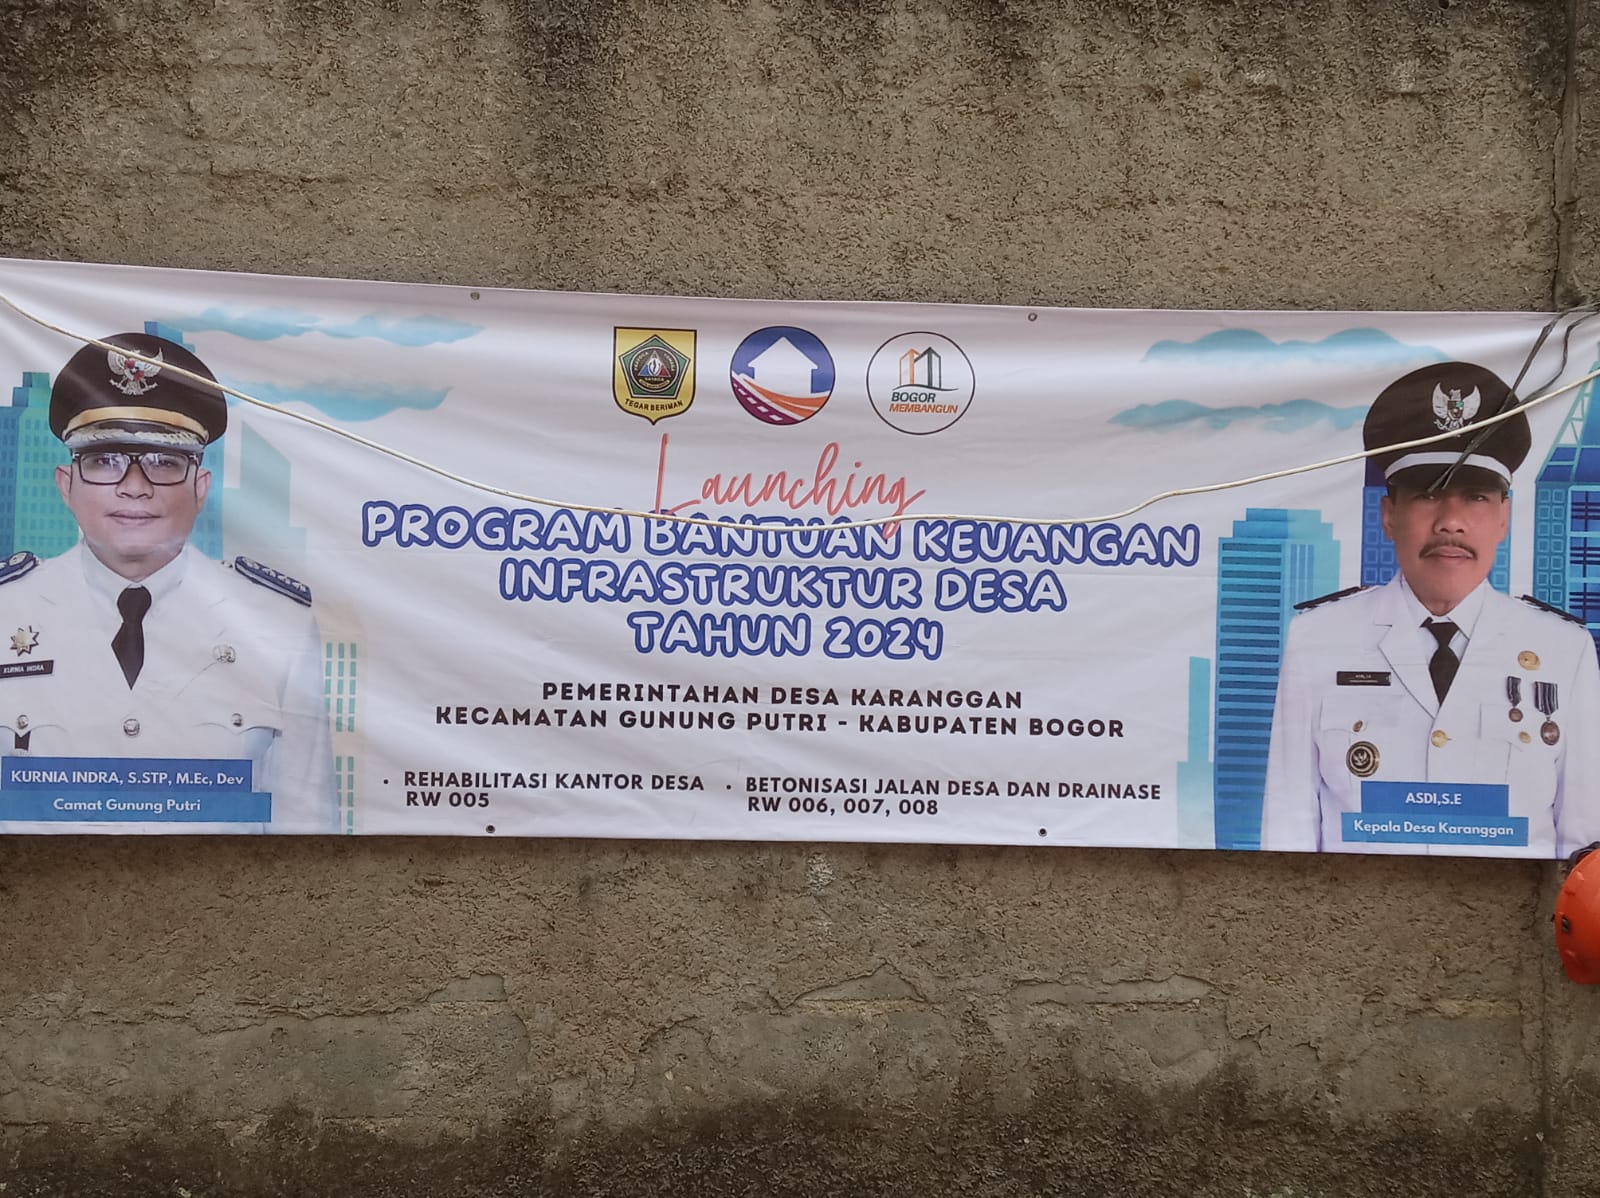 TEGAR BERIMAN
BOGOR
MEMBANGUN
Launching
PROGRAM BANTUAN KEUANGAN
INFRASTRUKTUR DESA
TAHUN 2024
PEMERINTAHAN DESA KARANGGAN
KECAMATAN GUNUNG PUTRI - KABUPATEN BOGOR
• REHABILITASI KANTOR DESA
RW 005
• BETONISASI JALAN DESA DAN DRAINASE
RW 006, 007, 008
KURNIA INDRA
KURNIA INDRA, S.STP, M.Ec, Dev
Camat Gunung Putri
ASDI,S.E
Kepala Desa Karanggan